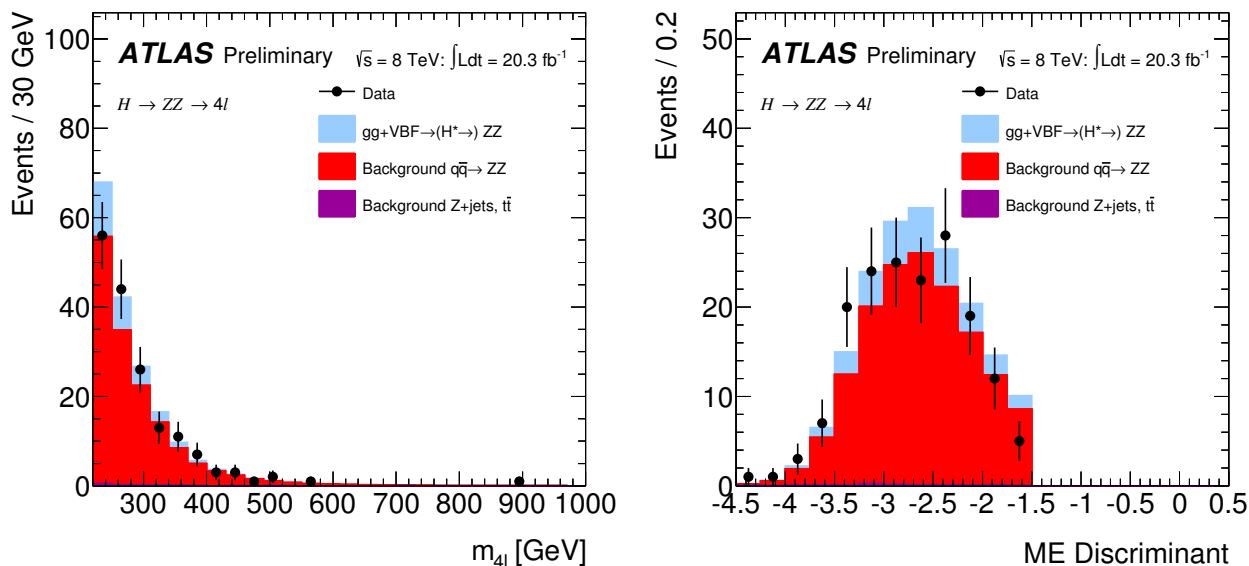 Events / 30 GeV
100
80
60
40
20
0
ATLAS Preliminary
√s = 8 TeV: ∫Ldt = 20.3 fb⁻¹
H → ZZ → 4l
Data
gg+VBF→(H*→) ZZ
Background qq̄→ ZZ
Background Z+jets, tt̄
300 400 500 600 700 800 900 1000
m₄ₗ [GeV]
Events / 0.2
50
40
30
20
10
0
ATLAS Preliminary
√s = 8 TeV: ∫Ldt = 20.3 fb⁻¹
H → ZZ → 4l
Data
gg+VBF→(H*→) ZZ
Background qq̄→ ZZ
Background Z+jets, tt̄
-4.5 -4 -3.5 -3 -2.5 -2 -1.5 -1 -0.5 0 0.5
ME Discriminant